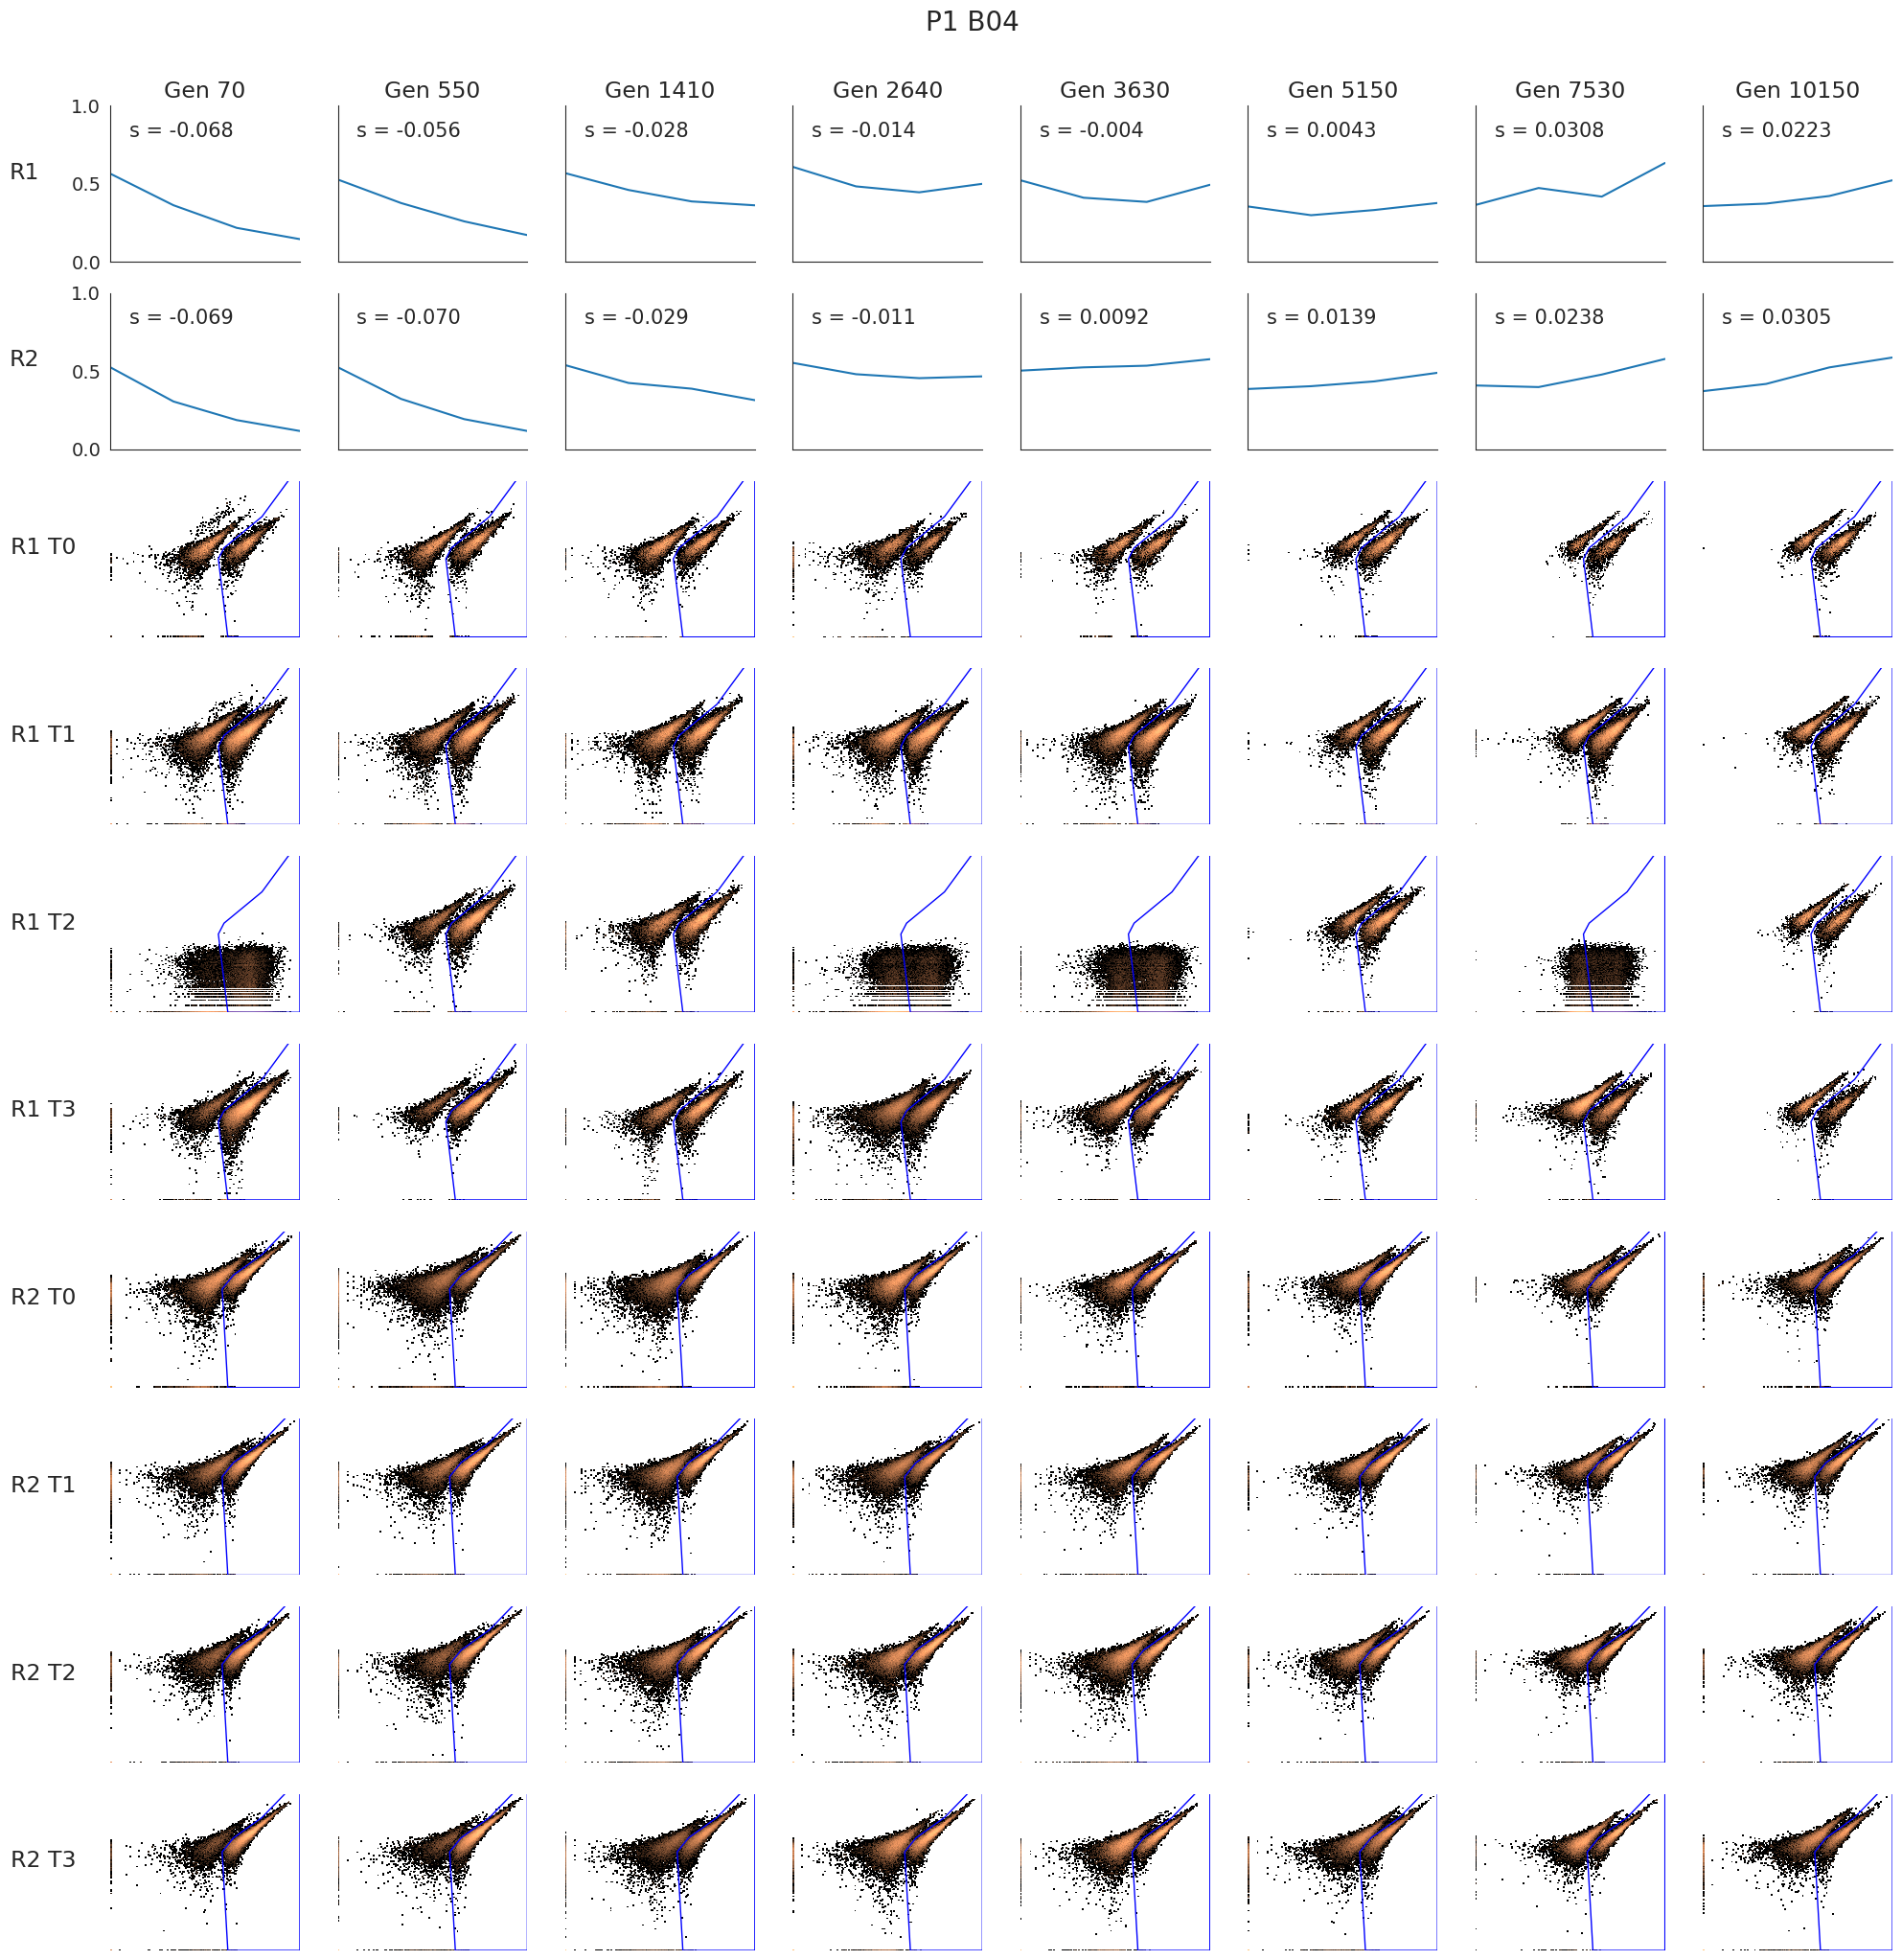 P1 B04
Gen 70 Gen 550 Gen 1410 Gen 2640 Gen 3630 Gen 5150 Gen 7530 Gen 10150
1.0
s = -0.068 s = -0.056 s = -0.028 s = -0.014 s = -0.004 s = 0.0043 s = 0.0308 s = 0.0223
R1
0.5
0.0
1.0
s = -0.069 s = -0.070 s = -0.029 s = -0.011 s = 0.0092 s = 0.0139 s = 0.0238 s = 0.0305
R2
0.5
0.0
R1 T0
R1 T1
R1 T2
R1 T3
R2 T0
R2 T1
R2 T2
R2 T3